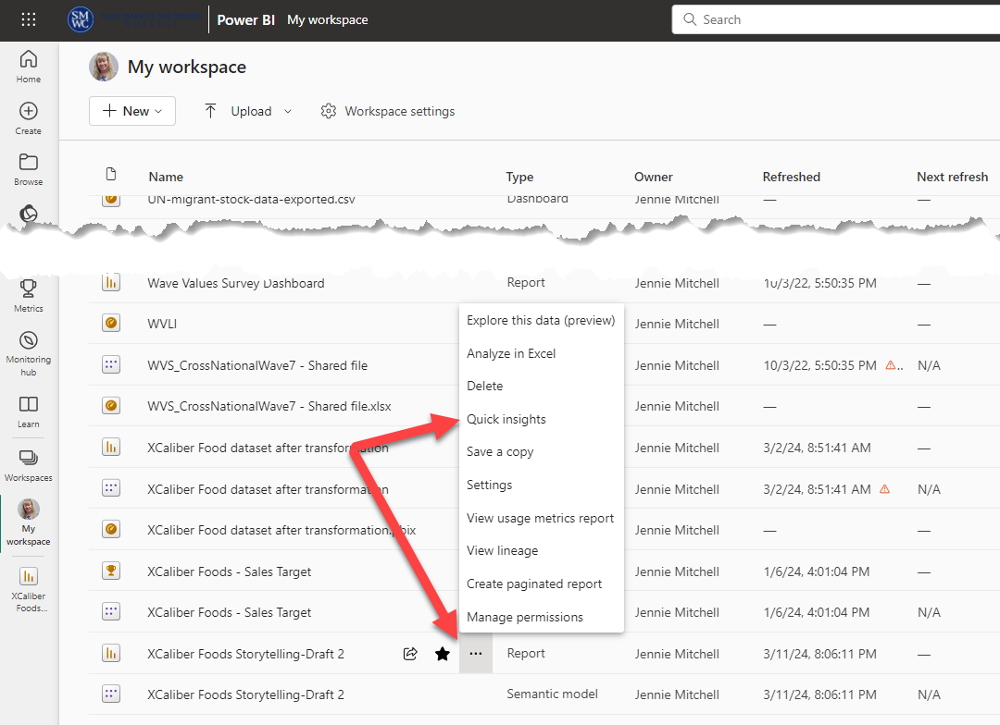 SMWC Power BI My workspace Search
My workspace
New Upload Workspace settings
Home
Create
Browse
Metrics
Monitoring
hub
Learn
Workspaces
My
workspace
XCaliber
Foods...
Name Type Owner Refreshed Next refresh
UN-migrant-stock-data-exported.csv Dashboard Jennie Mitchell — —
Wave Values Survey Dashboard Report Jennie Mitchell 10/3/22, 5:50:35 PM —
WVLI Jennie Mitchell — —
WVS_CrossNationalWave7 - Shared file Jennie Mitchell 10/3/22, 5:50:35 PM .. N/A
WVS_CrossNationalWave7 - Shared file.xlsx Jennie Mitchell — —
XCaliber Food dataset after transformation Jennie Mitchell 3/2/24, 8:51:41 AM —
XCaliber Food dataset after transformation Jennie Mitchell 3/2/24, 8:51:41 AM N/A
XCaliber Food dataset after transformation.pbix Jennie Mitchell — —
XCaliber Foods - Sales Target Jennie Mitchell 1/6/24, 4:01:04 PM —
XCaliber Foods - Sales Target Jennie Mitchell 1/6/24, 4:01:04 PM N/A
XCaliber Foods Storytelling-Draft 2 ... Report Jennie Mitchell 3/11/24, 8:06:11 PM —
XCaliber Foods Storytelling-Draft 2 Semantic model Jennie Mitchell 3/11/24, 8:06:11 PM N/A
Explore this data (preview)
Analyze in Excel
Delete
Quick insights
Save a copy
Settings
View usage metrics report
View lineage
Create paginated report
Manage permissions